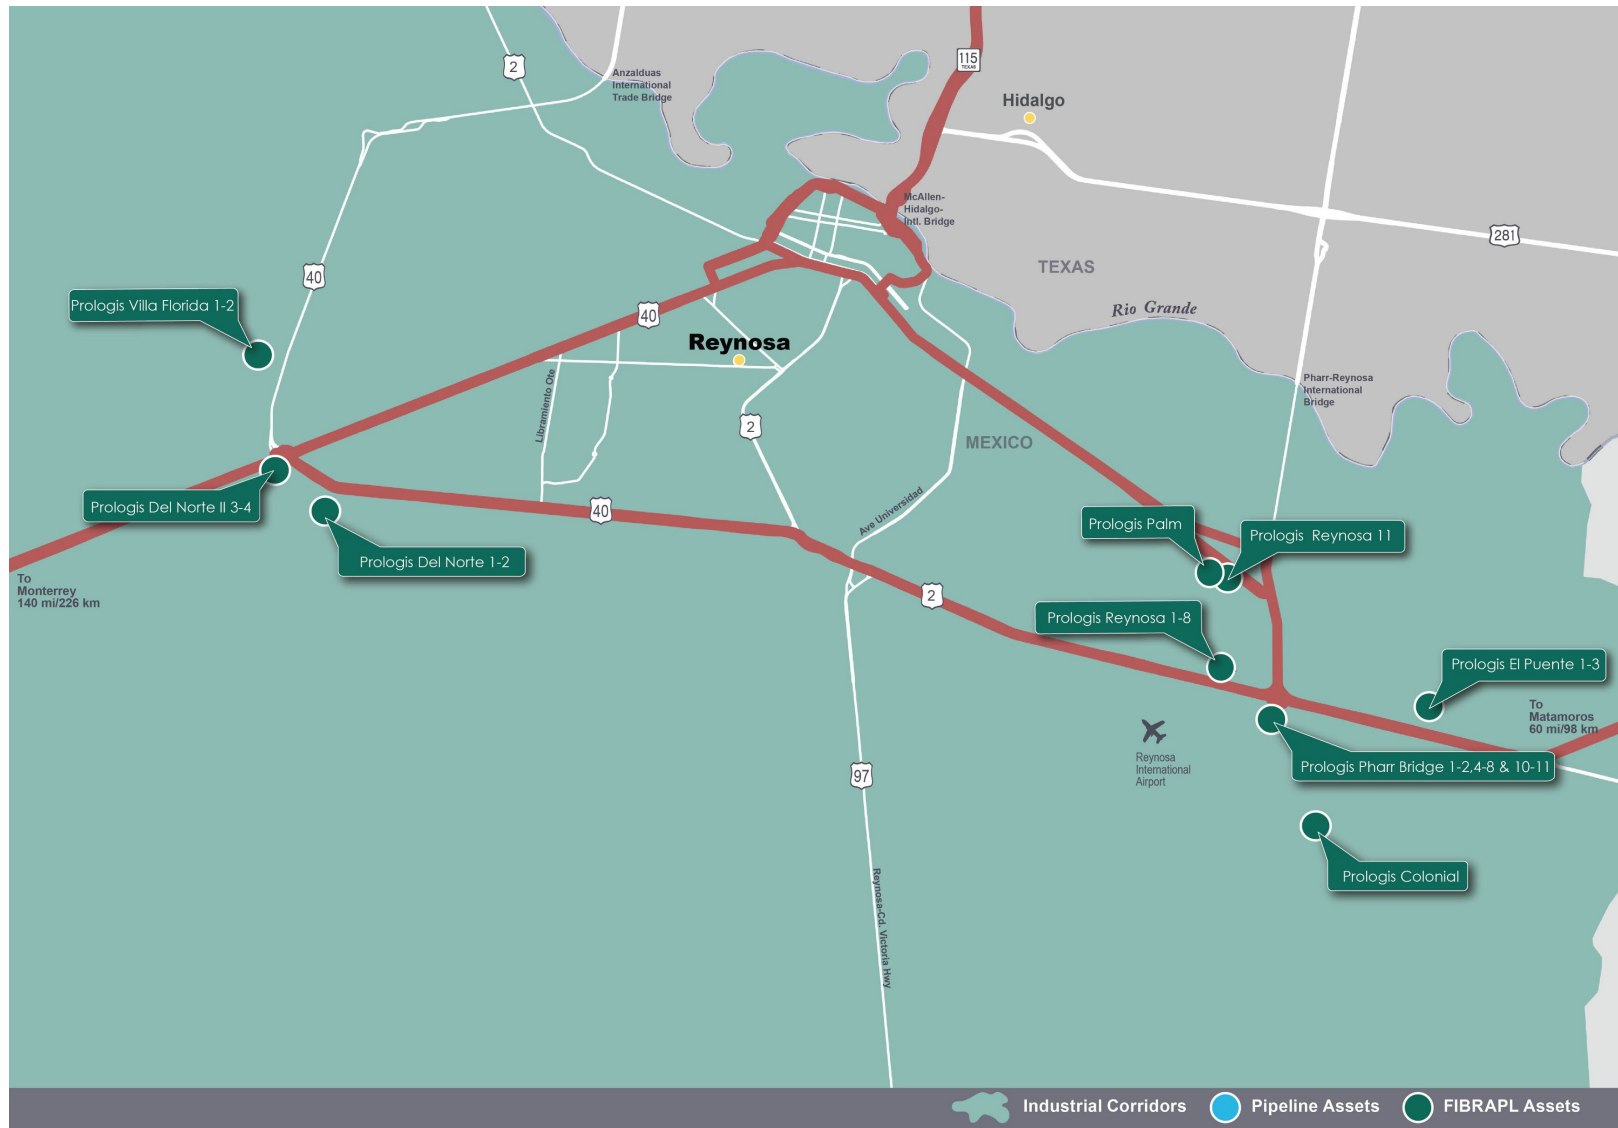 2
Anzalduas
International
Trade Bridge
115
TEXAS
Hidalgo
McAllen-
Hidalgo-
Intl. Bridge
281
40
TEXAS
Prologis Villa Florida 1-2
Rio Grande
40
Reynosa
Pharr-Reynosa
International
Bridge
Libramiento Ote
2
MEXICO
Prologis Del Norte II 3-4
40
Ave Universidad
Prologis Palm
Prologis Reynosa 11
Prologis Del Norte 1-2
To
Monterrey
140 mi/226 km
2
Prologis Reynosa 1-8
Prologis El Puente 1-3
To
Matamoros
60 mi/98 km
Reynosa
International
Airport
Prologis Pharr Bridge 1-2,4-8 & 10-11
97
Prologis Colonial
Reynosa-Cd. Victoria Hwy
Industrial Corridors
Pipeline Assets
FIBRAPL Assets